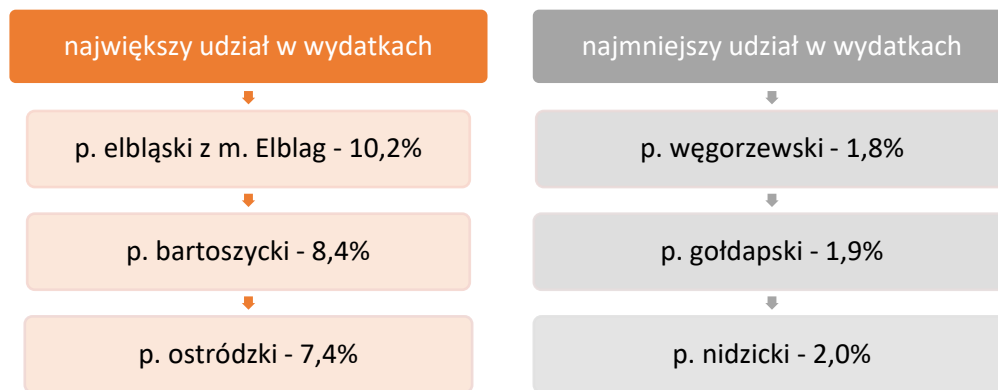 największy udział w wydatkach
p. elbląski z m. Elblag - 10,2%
p. bartoszycki - 8,4%
p. ostródzki - 7,4%
najmniejszy udział w wydatkach
p. węgorzewski - 1,8%
p. gołdapski - 1,9%
p. nidzicki - 2,0%